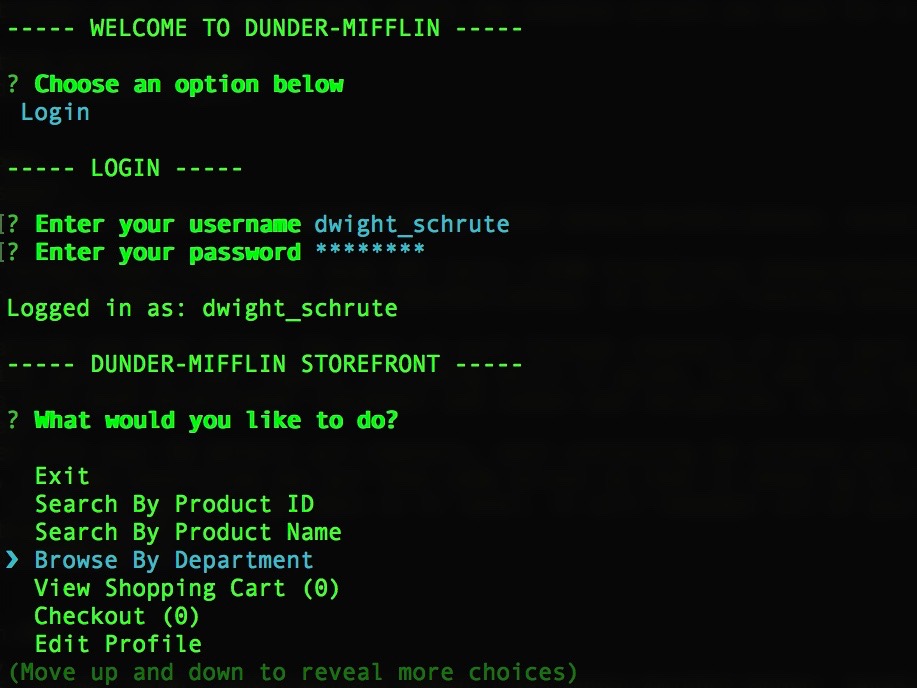 ----- WELCOME TO DUNDER-MIFFLIN -----
? Choose an option below
Login
----- LOGIN -----
[? Enter your username dwight_schrute
[? Enter your password ********
Logged in as: dwight_schrute
----- DUNDER-MIFFLIN STOREFRONT -----
? What would you like to do?
Exit
Search By Product ID
Search By Product Name
❯ Browse By Department
View Shopping Cart (0)
Checkout (0)
Edit Profile
(Move up and down to reveal more choices)